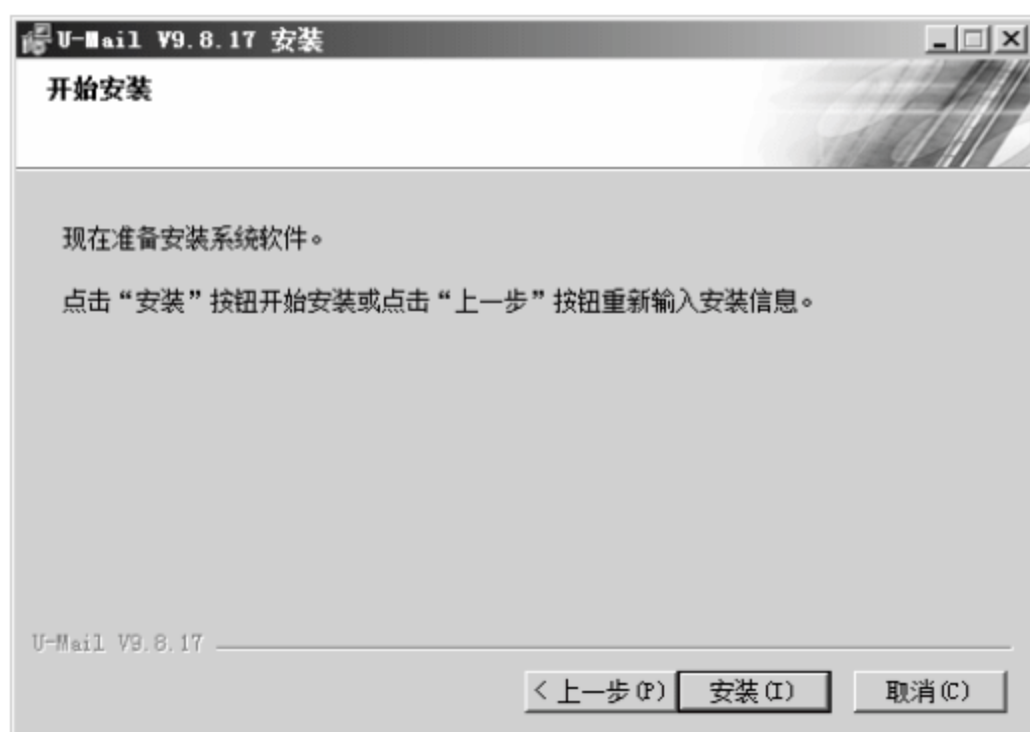 U-Mail V9.8.17 安装
开始安装
现在准备安装系统软件。
点击“安装”按钮开始安装或点击“上一步”按钮重新输入安装信息。
U-Mail V9.8.17
< 上一步(P) 安装(I) 取消(C)